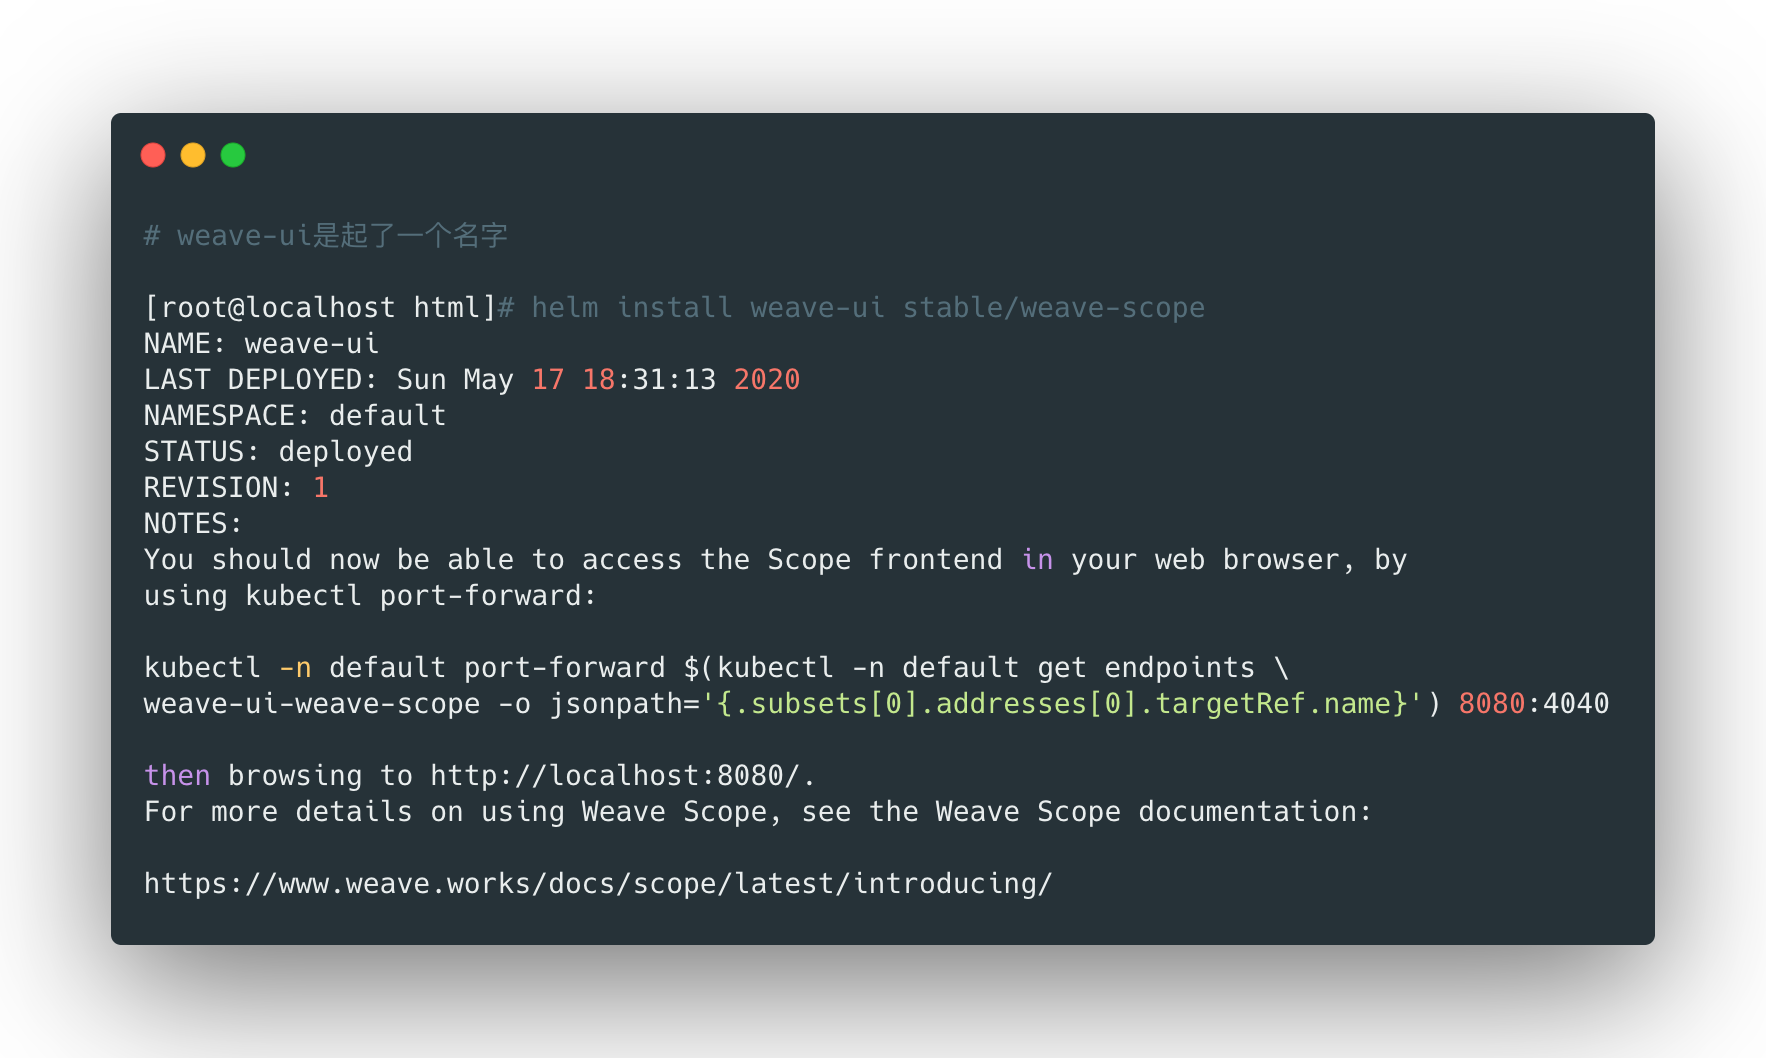 # weave-ui是起了一个名字
[root@localhost html]# helm install weave-ui stable/weave-scope
NAME: weave-ui
LAST DEPLOYED: Sun May 17 18:31:13 2020
NAMESPACE: default
STATUS: deployed
REVISION: 1
NOTES:
You should now be able to access the Scope frontend in your web browser, by
using kubectl port-forward:
kubectl -n default port-forward $(kubectl -n default get endpoints \
weave-ui-weave-scope -o jsonpath='{.subsets[0].addresses[0].targetRef.name}') 8080:4040
then browsing to http://localhost:8080/.
For more details on using Weave Scope, see the Weave Scope documentation:
https://www.weave.works/docs/scope/latest/introducing/